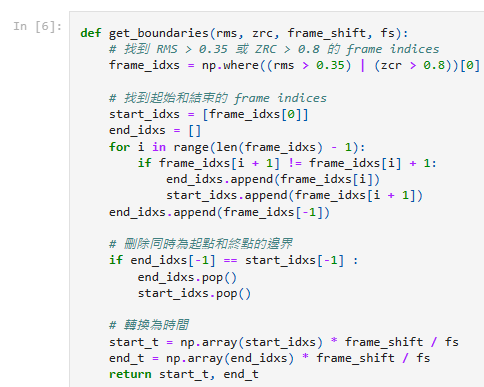 In [6]:
def get_boundaries(rms, zrc, frame_shift, fs):
    # 找到 RMS > 0.35 或 ZRC > 0.8 的 frame indices
    frame_idxs = np.where((rms > 0.35) | (zcr > 0.8))[0]

    # 找到起始和結束的 frame indices
    start_idxs = [frame_idxs[0]]
    end_idxs = []
    for i in range(len(frame_idxs) - 1):
        if frame_idxs[i + 1] != frame_idxs[i] + 1:
            end_idxs.append(frame_idxs[i])
            start_idxs.append(frame_idxs[i + 1])
    end_idxs.append(frame_idxs[-1])

    # 刪除同時為起點和終點的邊界
    if end_idxs[-1] == start_idxs[-1] :
        end_idxs.pop()
        start_idxs.pop()

    # 轉換為時間
    start_t = np.array(start_idxs) * frame_shift / fs
    end_t = np.array(end_idxs) * frame_shift / fs
    return start_t, end_t